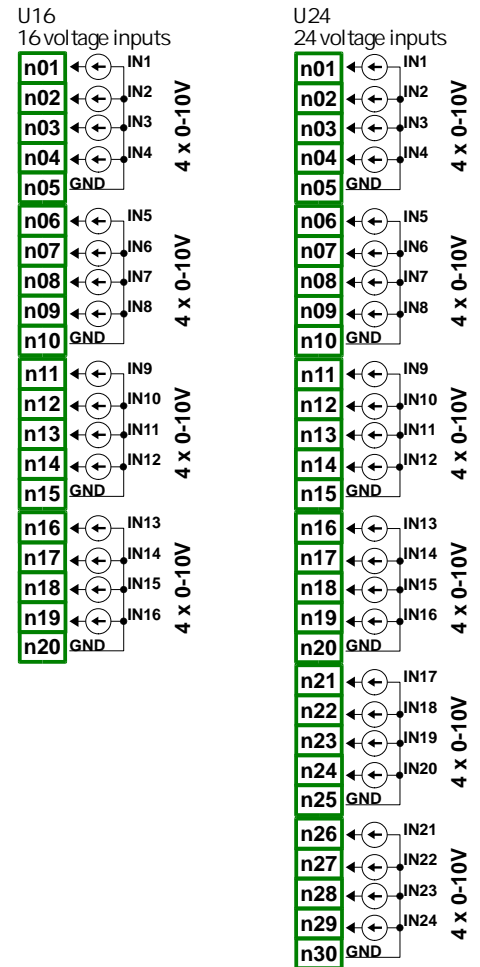 U16
16 voltage inputs
n01 IN1
n02 IN2
n03 IN3
n04 IN4
n05 GND
4 x 0-10V
n06 IN5
n07 IN6
n08 IN7
n09 IN8
n10 GND
4 x 0-10V
n11 IN9
n12 IN10
n13 IN11
n14 IN12
n15 GND
4 x 0-10V
n16 IN13
n17 IN14
n18 IN15
n19 IN16
n20 GND
4 x 0-10V
U24
24 voltage inputs
n01 IN1
n02 IN2
n03 IN3
n04 IN4
n05 GND
4 x 0-10V
n06 IN5
n07 IN6
n08 IN7
n09 IN8
n10 GND
4 x 0-10V
n11 IN9
n12 IN10
n13 IN11
n14 IN12
n15 GND
4 x 0-10V
n16 IN13
n17 IN14
n18 IN15
n19 IN16
n20 GND
4 x 0-10V
n21 IN17
n22 IN18
n23 IN19
n24 IN20
n25 GND
4 x 0-10V
n26 IN21
n27 IN22
n28 IN23
n29 IN24
n30 GND
4 x 0-10V